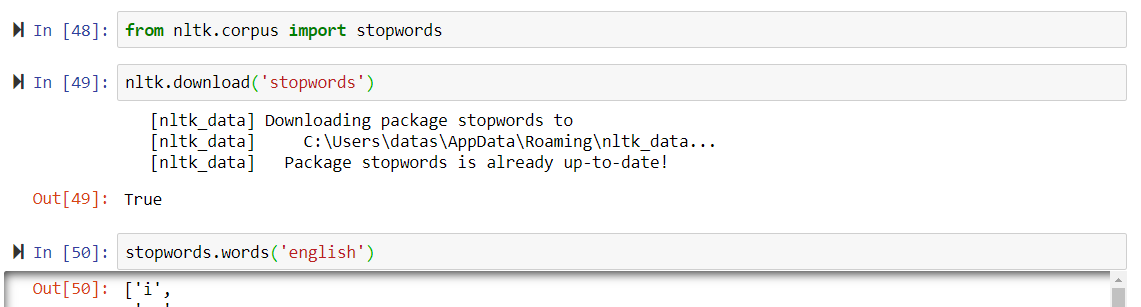 In [48]: from nltk.corpus import stopwords
In [49]: nltk.download('stopwords')
[nltk_data] Downloading package stopwords to
[nltk_data]     C:\Users\datas\AppData\Roaming\nltk_data...
[nltk_data]   Package stopwords is already up-to-date!
Out[49]: True
In [50]: stopwords.words('english')
Out[50]: ['i',